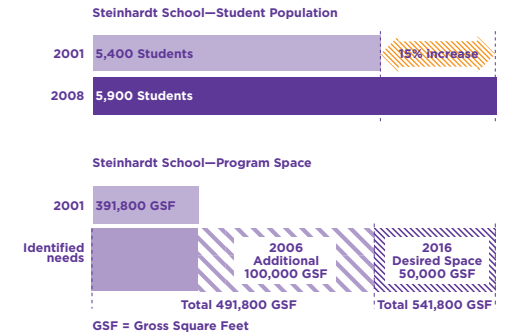 Steinhardt School—Student Population
2001
5,400 Students
15% increase
2008
5,900 Students
Steinhardt School—Program Space
2001
391,800 GSF
Identified
needs
2006
Additional
100,000 GSF
2016
Desired Space
50,000 GSF
Total 491,800 GSF
Total 541,800 GSF
GSF = Gross Square Feet